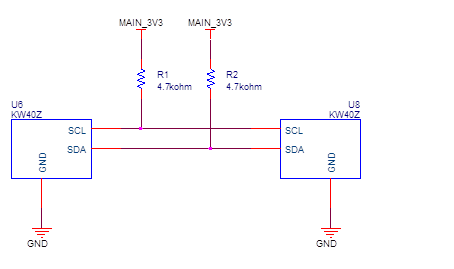 MAIN_3V3 MAIN_3V3
R1 R2
4.7kohm 4.7kohm
U6 U8
KW40Z KW40Z
SCL SCL
SDA SDA
GND GND
GND GND